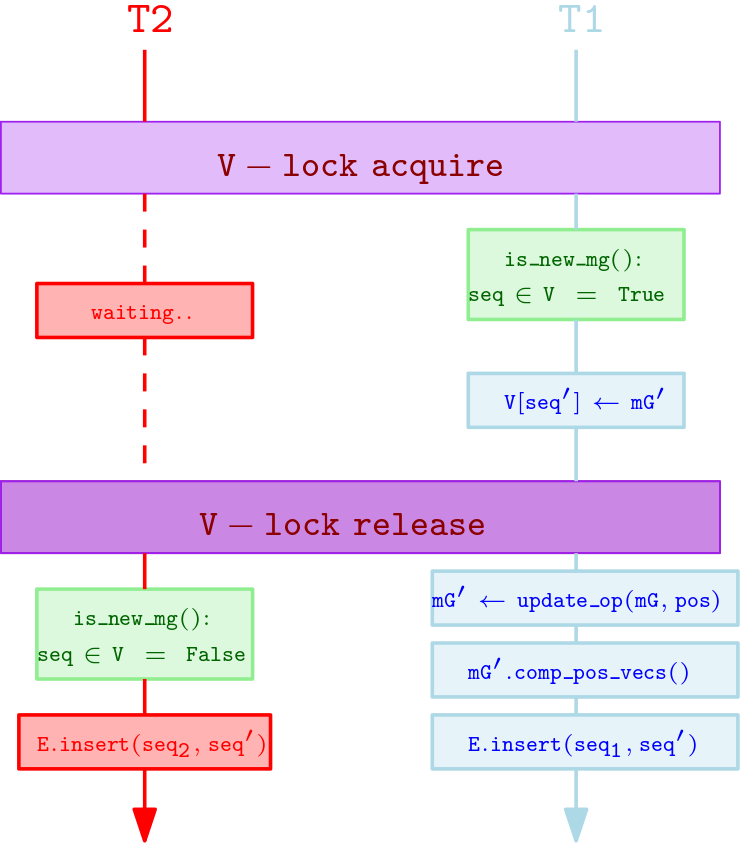 T2 T1
V – lock acquire
is_new_mg():
seq ∈ V = True
waiting..
V[seq′] ← mG′
V – lock release
mG′ ← update_op(mG, pos)
is_new_mg():
seq ∈ V = False
mG′.comp_pos_vecs()
E.insert(seq₂, seq′) E.insert(seq₁, seq′)